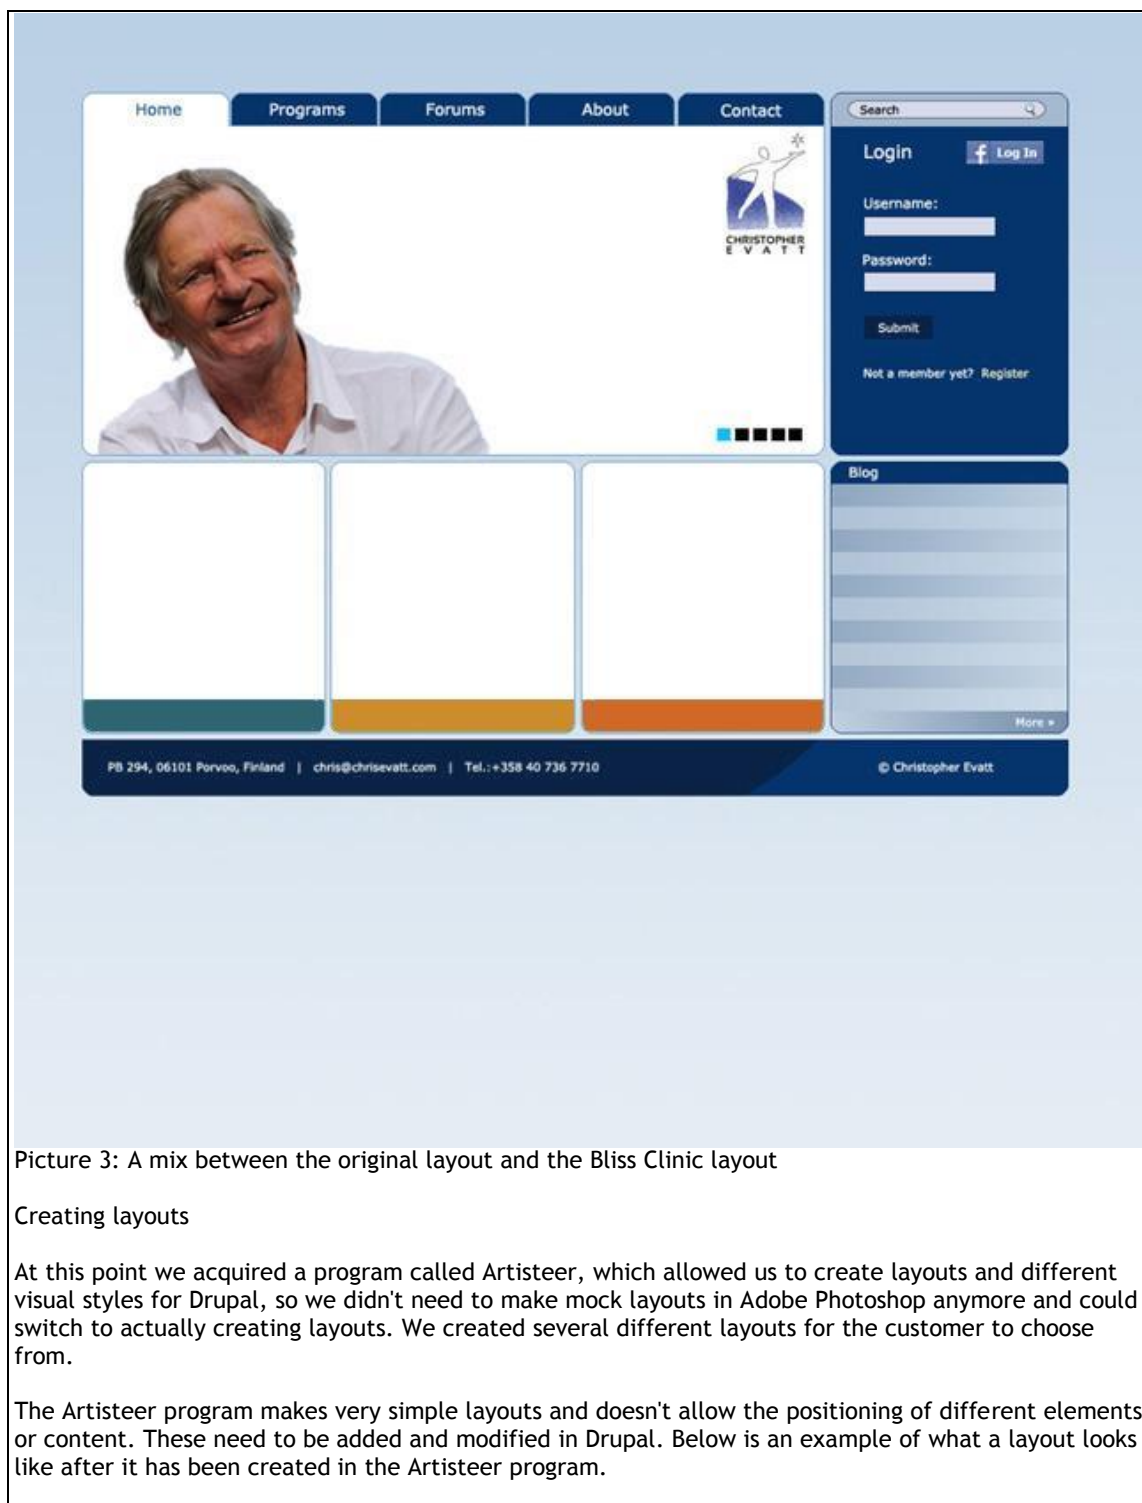 Home Programs Forums About Contact
Search
Login
f Log In
CHRISTOPHER
EVATT
Username:
Password:
Submit
Not a member yet? Register
Blog
More »
PB 294, 06101 Porvoo, Finland | chris@chrisevatt.com | Tel.:+358 40 736 7710
© Christopher Evatt
Picture 3: A mix between the original layout and the Bliss Clinic layout
Creating layouts
At this point we acquired a program called Artisteer, which allowed us to create layouts and different
visual styles for Drupal, so we didn't need to make mock layouts in Adobe Photoshop anymore and could
switch to actually creating layouts. We created several different layouts for the customer to choose
from.
The Artisteer program makes very simple layouts and doesn't allow the positioning of different elements
or content. These need to be added and modified in Drupal. Below is an example of what a layout looks
like after it has been created in the Artisteer program.